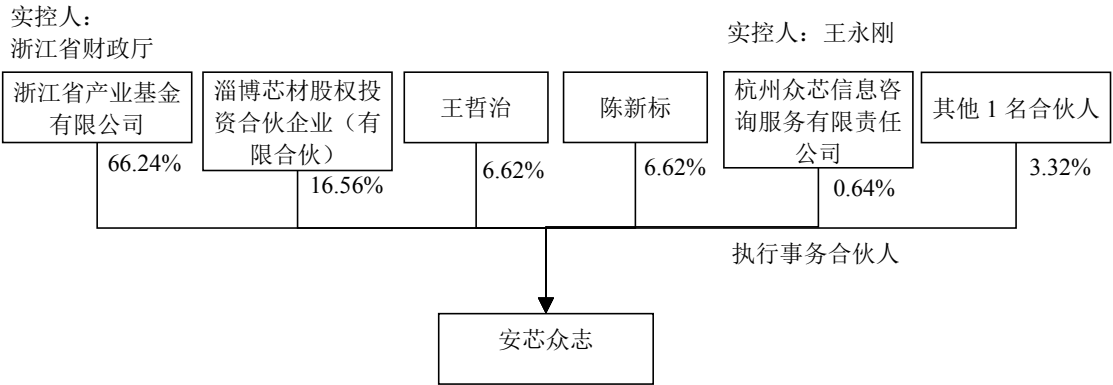 实控人：
浙江省财政厅
实控人：王永刚
浙江省产业基金
有限公司
淄博芯材股权投
资合伙企业（有
限合伙）
王哲治
陈新标
杭州众芯信息咨
询服务有限责任
公司
其他 1 名合伙人
66.24%
16.56%
6.62%
6.62%
0.64%
3.32%
执行事务合伙人
安芯众志